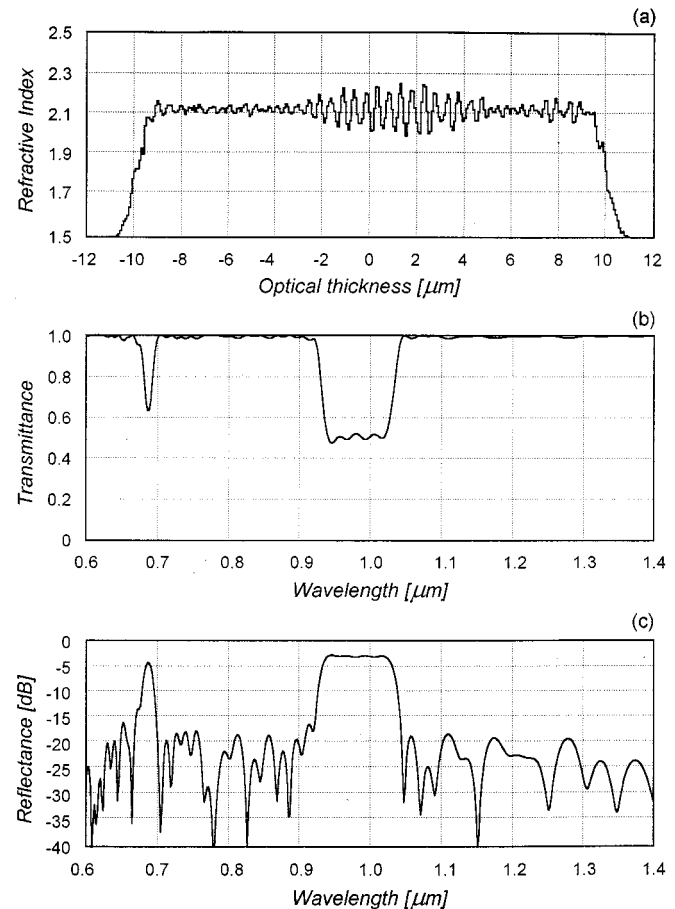 (a)
2.5
2.3
2.1
1.9
1.7
1.5
Refractive Index
-12 -10 -8 -6 -4 -2 0 2 4 6 8 10 12
Optical thickness [μm]
(b)
1.0
0.8
0.6
0.4
0.2
0
Transmittance
0.6 0.7 0.8 0.9 1.0 1.1 1.2 1.3 1.4
Wavelength [μm]
(c)
0
-5
-10
-15
-20
-25
-30
-35
-40
Reflectance [dB]
0.6 0.7 0.8 0.9 1.0 1.1 1.2 1.3 1.4
Wavelength [μm]